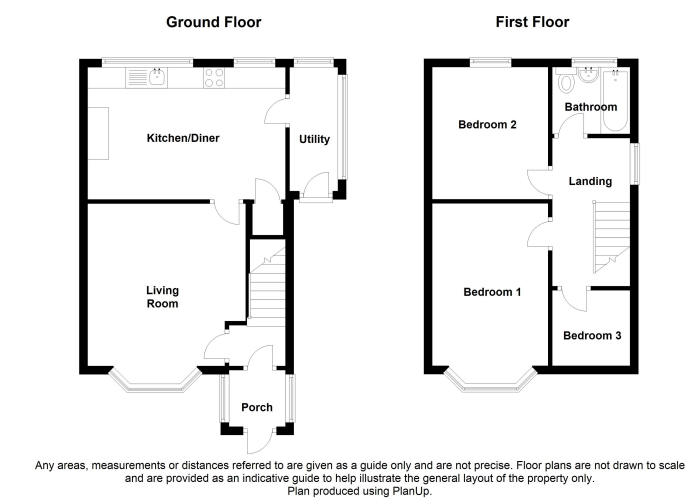 Ground Floor
First Floor
Kitchen/Diner
Utility
Living
Room
Porch
Bedroom 2
Bathroom
Landing
Bedroom 1
Bedroom 3
Any areas, measurements or distances referred to are given as a guide only and are not precise. Floor plans are not drawn to scale
and are provided as an indicative guide to help illustrate the general layout of the property only.
Plan produced using PlanUp.